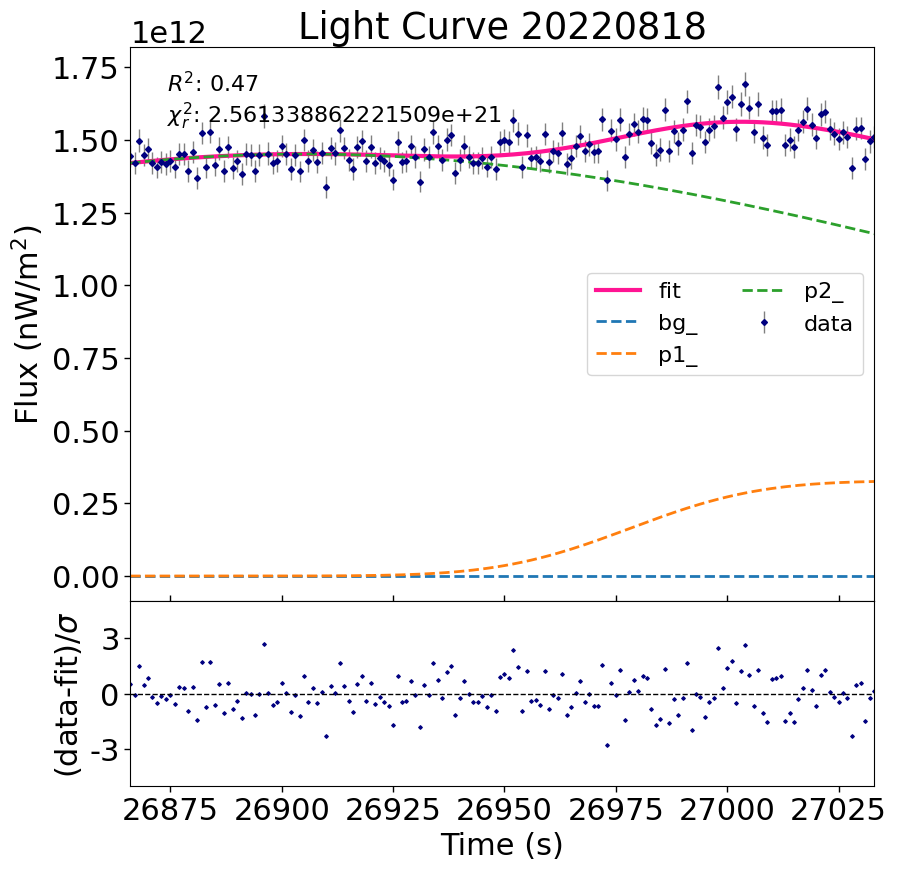 Light Curve 20220818
1e12
R²: 0.47
χ²ᵣ: 2.5613388862221509e+21
1.75
1.50
1.25
1.00
0.75
0.50
0.25
0.00
Flux (nW/m²)
fit
bg_
p1_
p2_
data
(data-fit)/σ
3
0
-3
26875 26900 26925 26950 26975 27000 27025
Time (s)